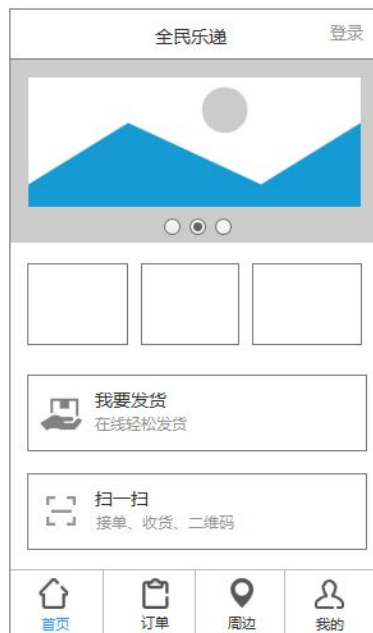 全民乐递
登录
我要发货
在线轻松发货
扫一扫
接单、收货、二维码
首页
订单
周边
我的